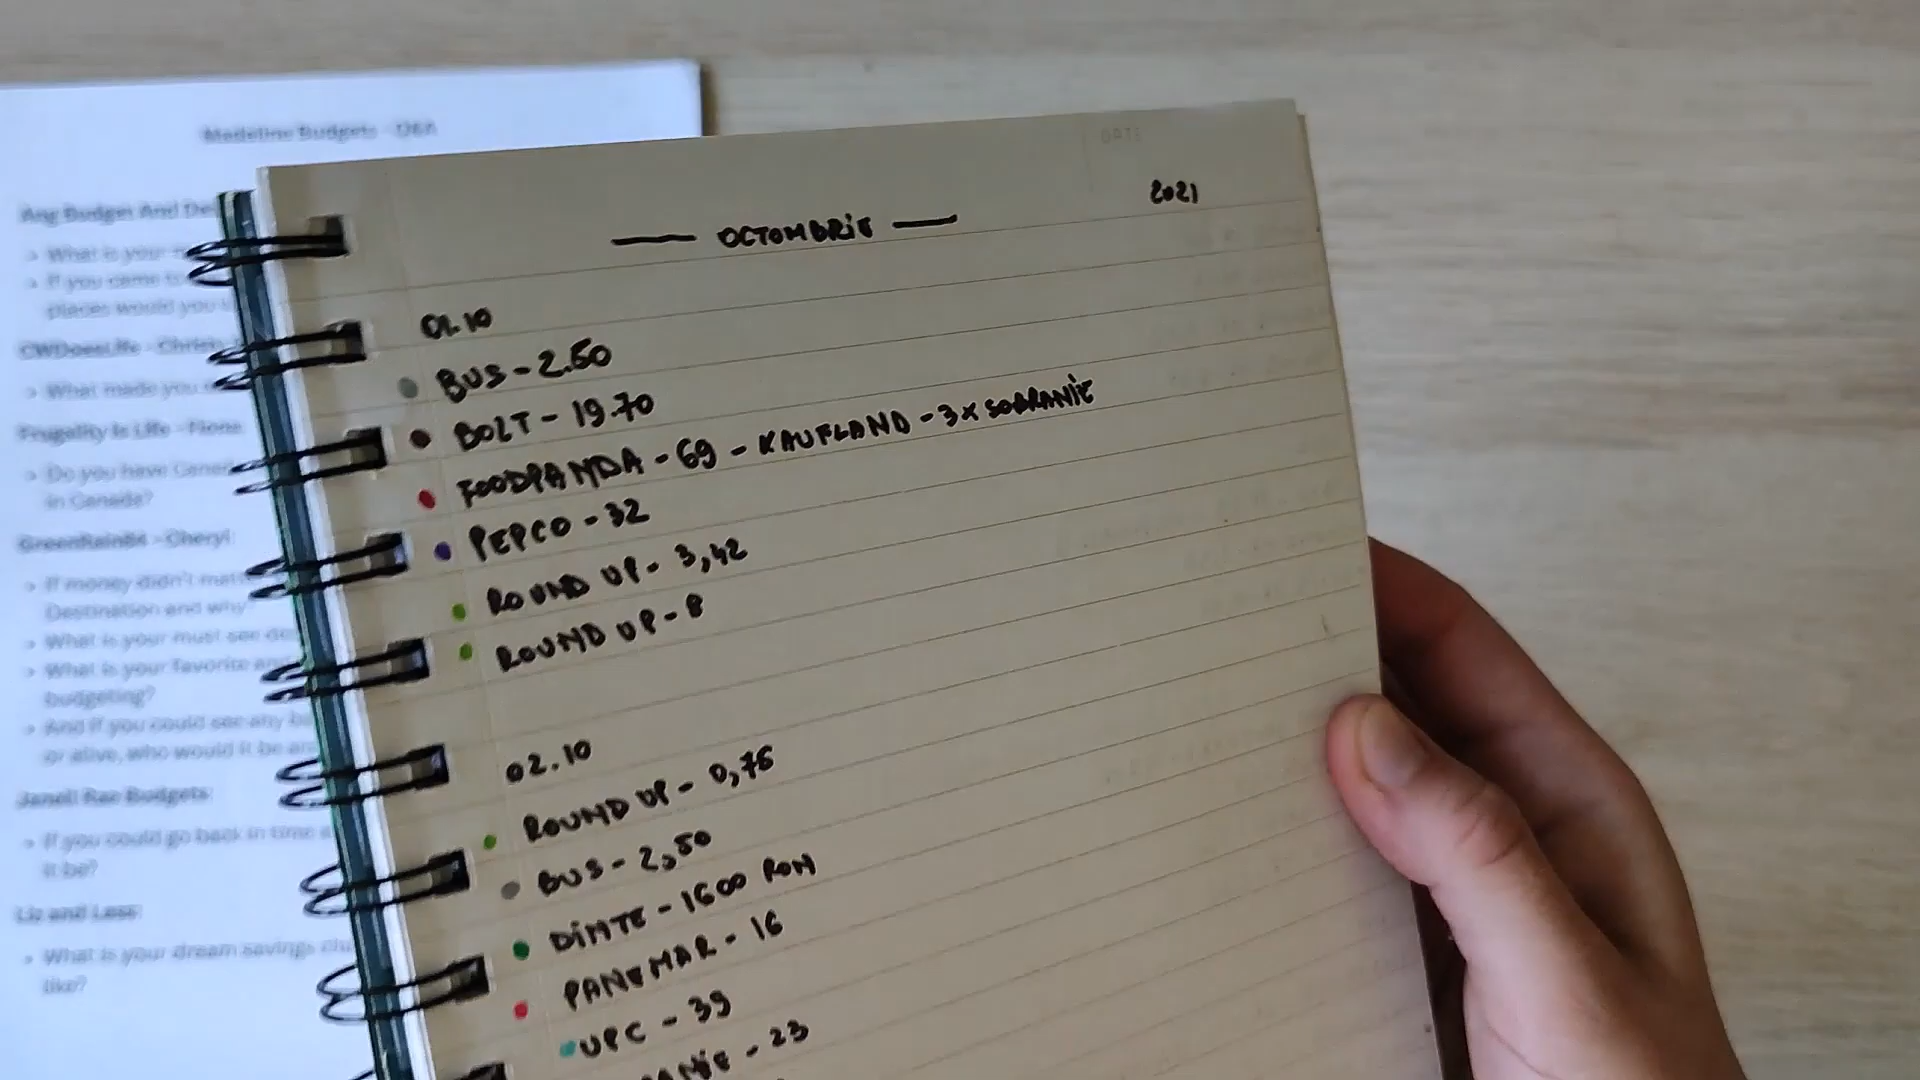 Madeline Budgets - Q&A
Ang Budget And
> What is your
> If you came to
places would you
CWDoesLife - Chris
> What made you
Frugality Is Life - Fiona
> Do you have
in Canada?
GreenRain84 - Cheryl:
> If money didn't
Destination and why?
> What is your must see
> What is your favorite
budgeting?
> And if you could see any
or alive, who would it be
Janell Rae Budgets:
> If you could go back in time
it be?
Liz and Less:
> What is your dream savings
like?
DATE
2021
— OCTOMBRIE —
01.10
BUS - 2.50
BOLT - 19.70
FOODPANDA - 69 - KAUFLAND - 3x SOBRANIE
PEPCO - 32
ROUND UP - 3,42
ROUND UP - 8
02.10
ROUND UP - 0,76
BUS - 2,50
DINTE - 1600 RON
PANEMAR - 16
UPC - 39
- 23